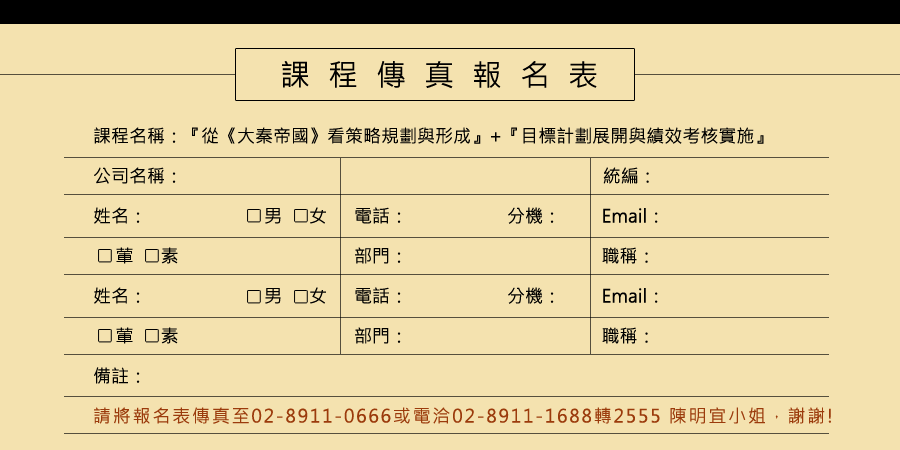 課程傳真報名表
課程名稱：『從《大秦帝國》看策略規劃與形成』+『目標計劃展開與績效考核實施』
公司名稱： 統編：
姓名： □男 □女 電話： 分機： Email：
□葷 □素 部門： 職稱：
姓名： □男 □女 電話： 分機： Email：
□葷 □素 部門： 職稱：
備註：
請將報名表傳真至02-8911-0666或電洽02-8911-1688轉2555 陳明宜小姐，謝謝!